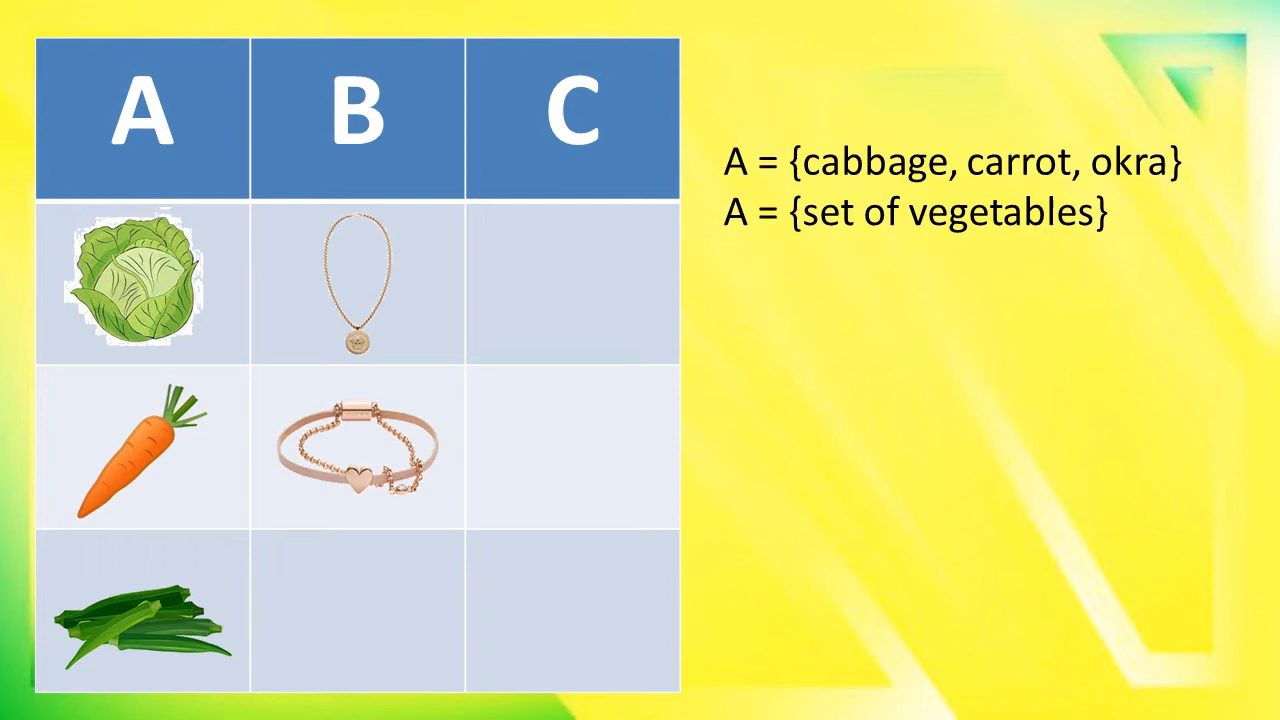 A B C
A = {cabbage, carrot, okra}
A = {set of vegetables}